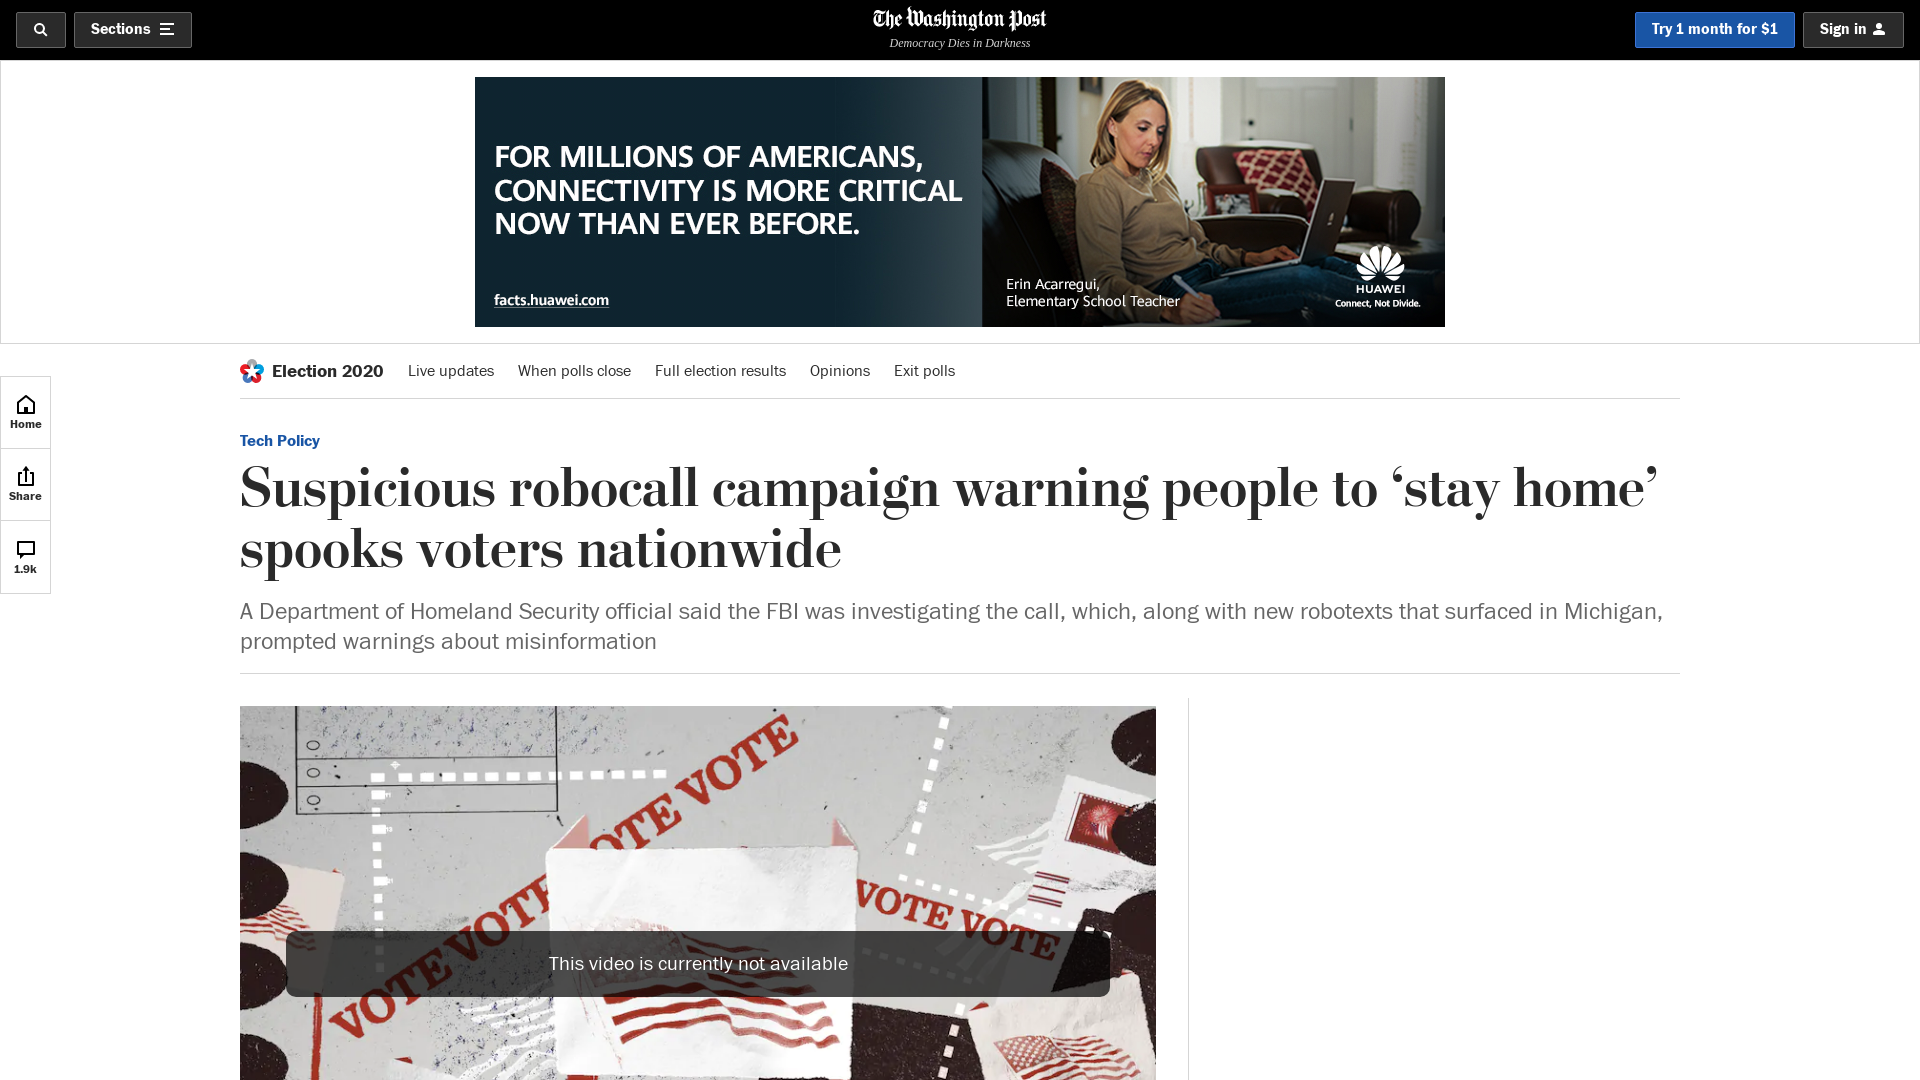 Sections
The Washington Post
Democracy Dies in Darkness
Try 1 month for $1
Sign in
FOR MILLIONS OF AMERICANS,
CONNECTIVITY IS MORE CRITICAL
NOW THAN EVER BEFORE.
facts.huawei.com
Erin Acarregui,
Elementary School Teacher
HUAWEI
Connect, Not Divide.
Election 2020
Live updates
When polls close
Full election results
Opinions
Exit polls
Home
Share
1.9k
Tech Policy
Suspicious robocall campaign warning people to ‘stay home’
spooks voters nationwide
A Department of Homeland Security official said the FBI was investigating the call, which, along with new robotexts that surfaced in Michigan,
prompted warnings about misinformation
VOTE VOTE VOTE VOTE
VOTE VOTE VOTE
This video is currently not available